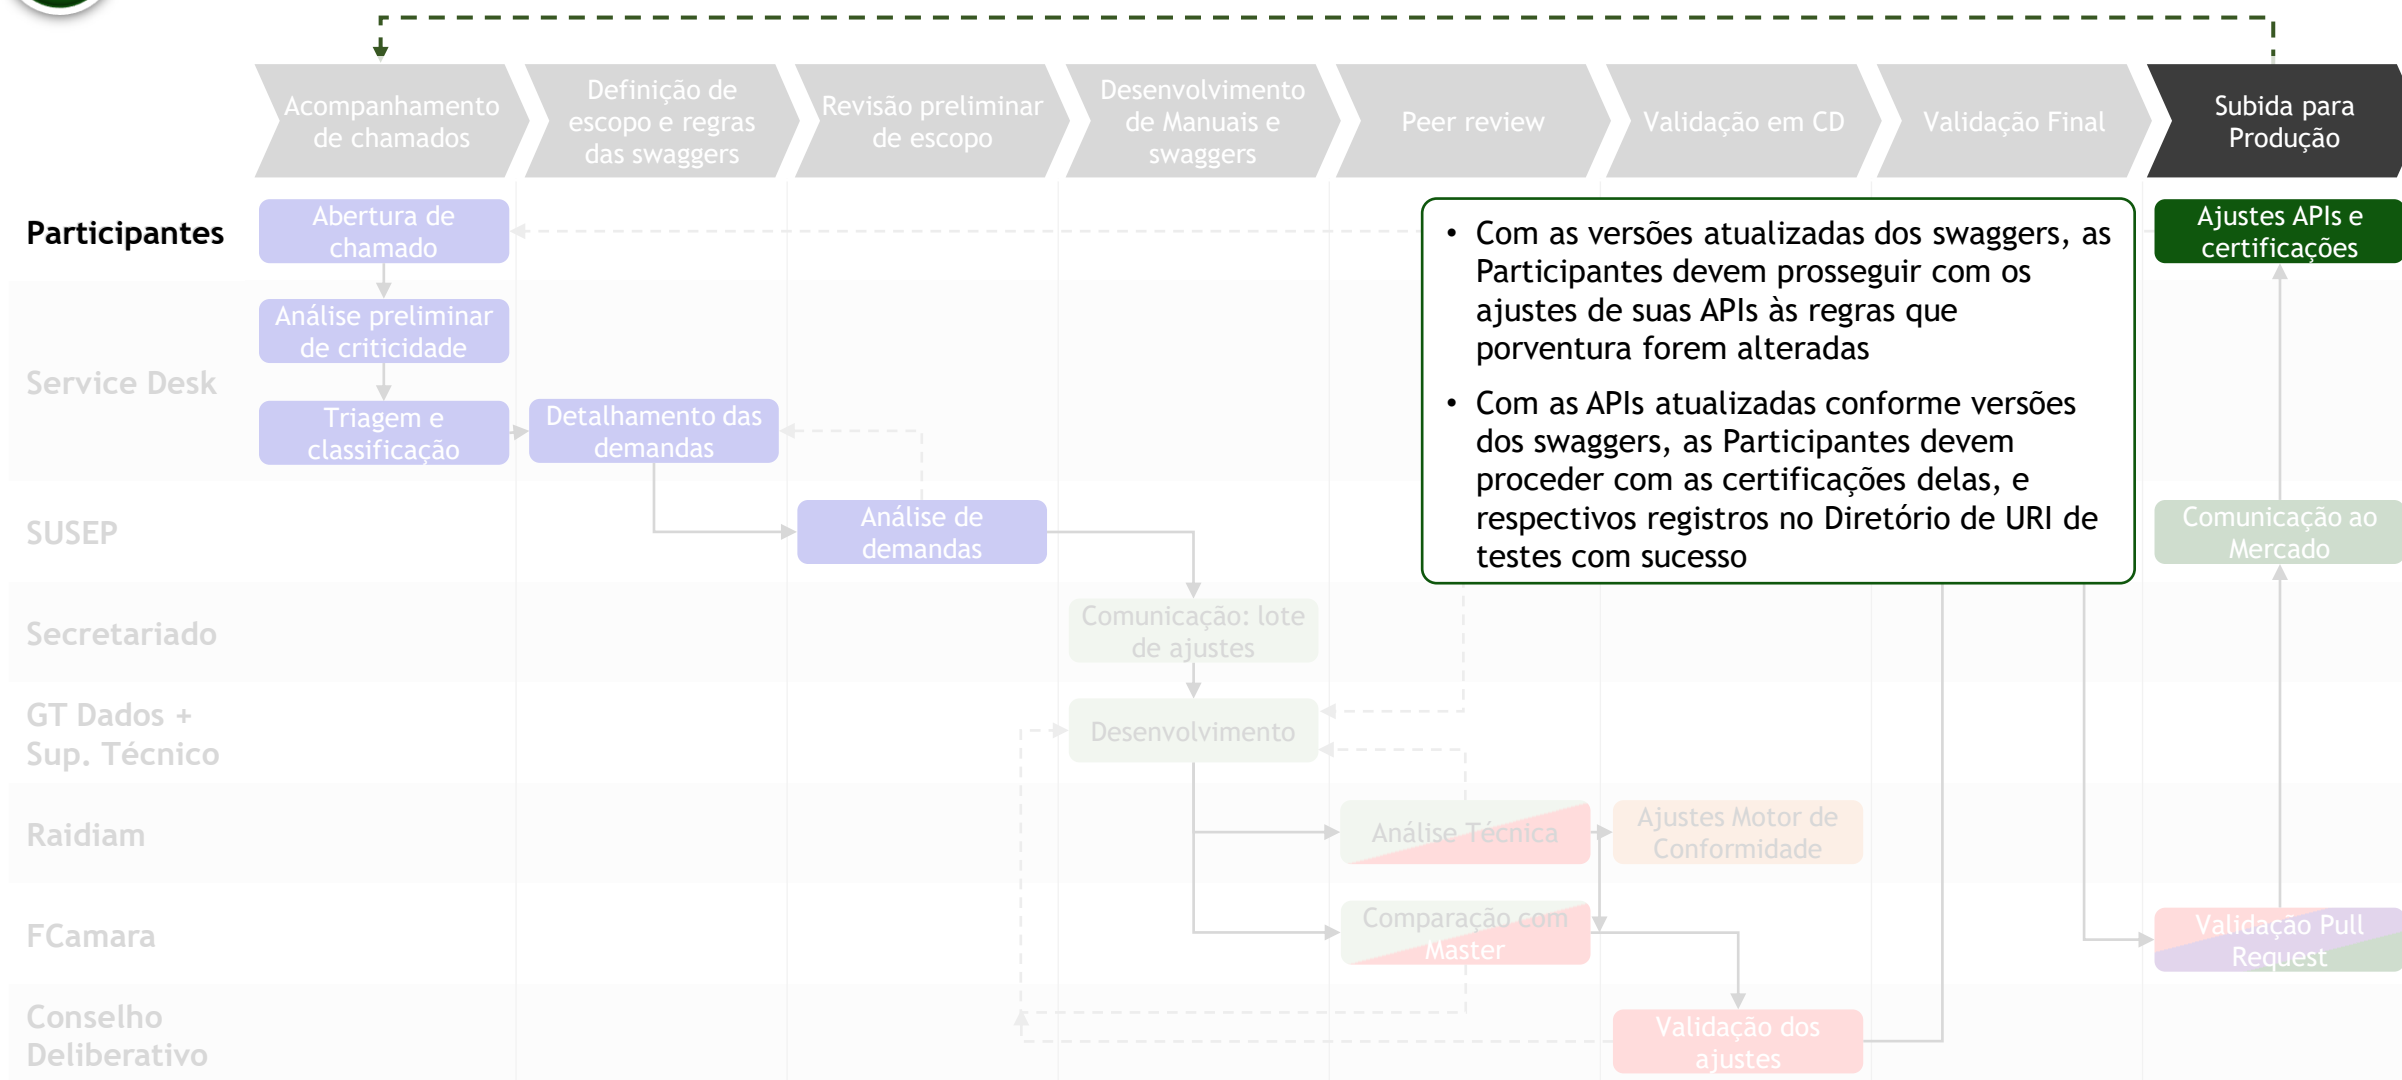 Acompanhamento
de chamados
Definição de
escopo e regras
das swaggers
Revisão preliminar
de escopo
Desenvolvimento
de Manuais e
swaggers
Peer review
Validação em CD
Validação Final
Subida para
Produção
Participantes
Abertura de
chamado
Ajustes APIs e
certificações
• Com as versões atualizadas dos swaggers, as
Participantes devem prosseguir com os
ajustes de suas APIs às regras que
porventura forem alteradas
• Com as APIs atualizadas conforme versões
dos swaggers, as Participantes devem
proceder com as certificações delas, e
respectivos registros no Diretório de URI de
testes com sucesso
Service Desk
Análise preliminar
de criticidade
Triagem e
classificação
Detalhamento das
demandas
SUSEP
Análise de
demandas
Comunicação ao
Mercado
Secretariado
Comunicação: lote
de ajustes
GT Dados +
Sup. Técnico
Desenvolvimento
Raidiam
Análise Técnica
Ajustes Motor de
Conformidade
FCamara
Comparação com
Master
Validação Pull
Request
Conselho
Deliberativo
Validação dos
ajustes